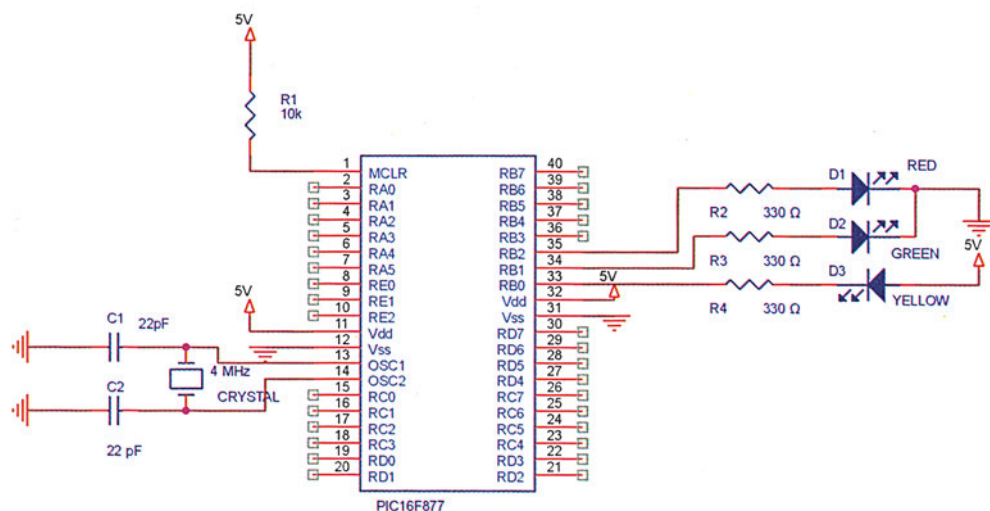 5V
R1
10k
1 MCLR
2 RA0
3 RA1
4 RA2
5 RA3
6 RA4
7 RA5
8 RE0
9 RE1
10 RE2
11 Vdd
12 Vss
13 OSC1
14 OSC2
15 RC0
16 RC1
17 RC2
18 RC3
19 RD0
20 RD1
RB7 40
RB6 39
RB5 38
RB4 37
RB3 36
RB2 35
RB1 34
RB0 33
Vdd 32
Vss 31
RD7 30
RD6 29
RD5 28
RD4 27
RC7 26
RC6 25
RC5 24
RC4 23
RD3 22
RD2 21
PIC16F877
5V
C1 22pF
4 MHz
CRYSTAL
C2
22 pF
5V
D1 RED
R2 330 Ω
D2
GREEN
R3 330 Ω
5V
D3
YELLOW
R4 330 Ω